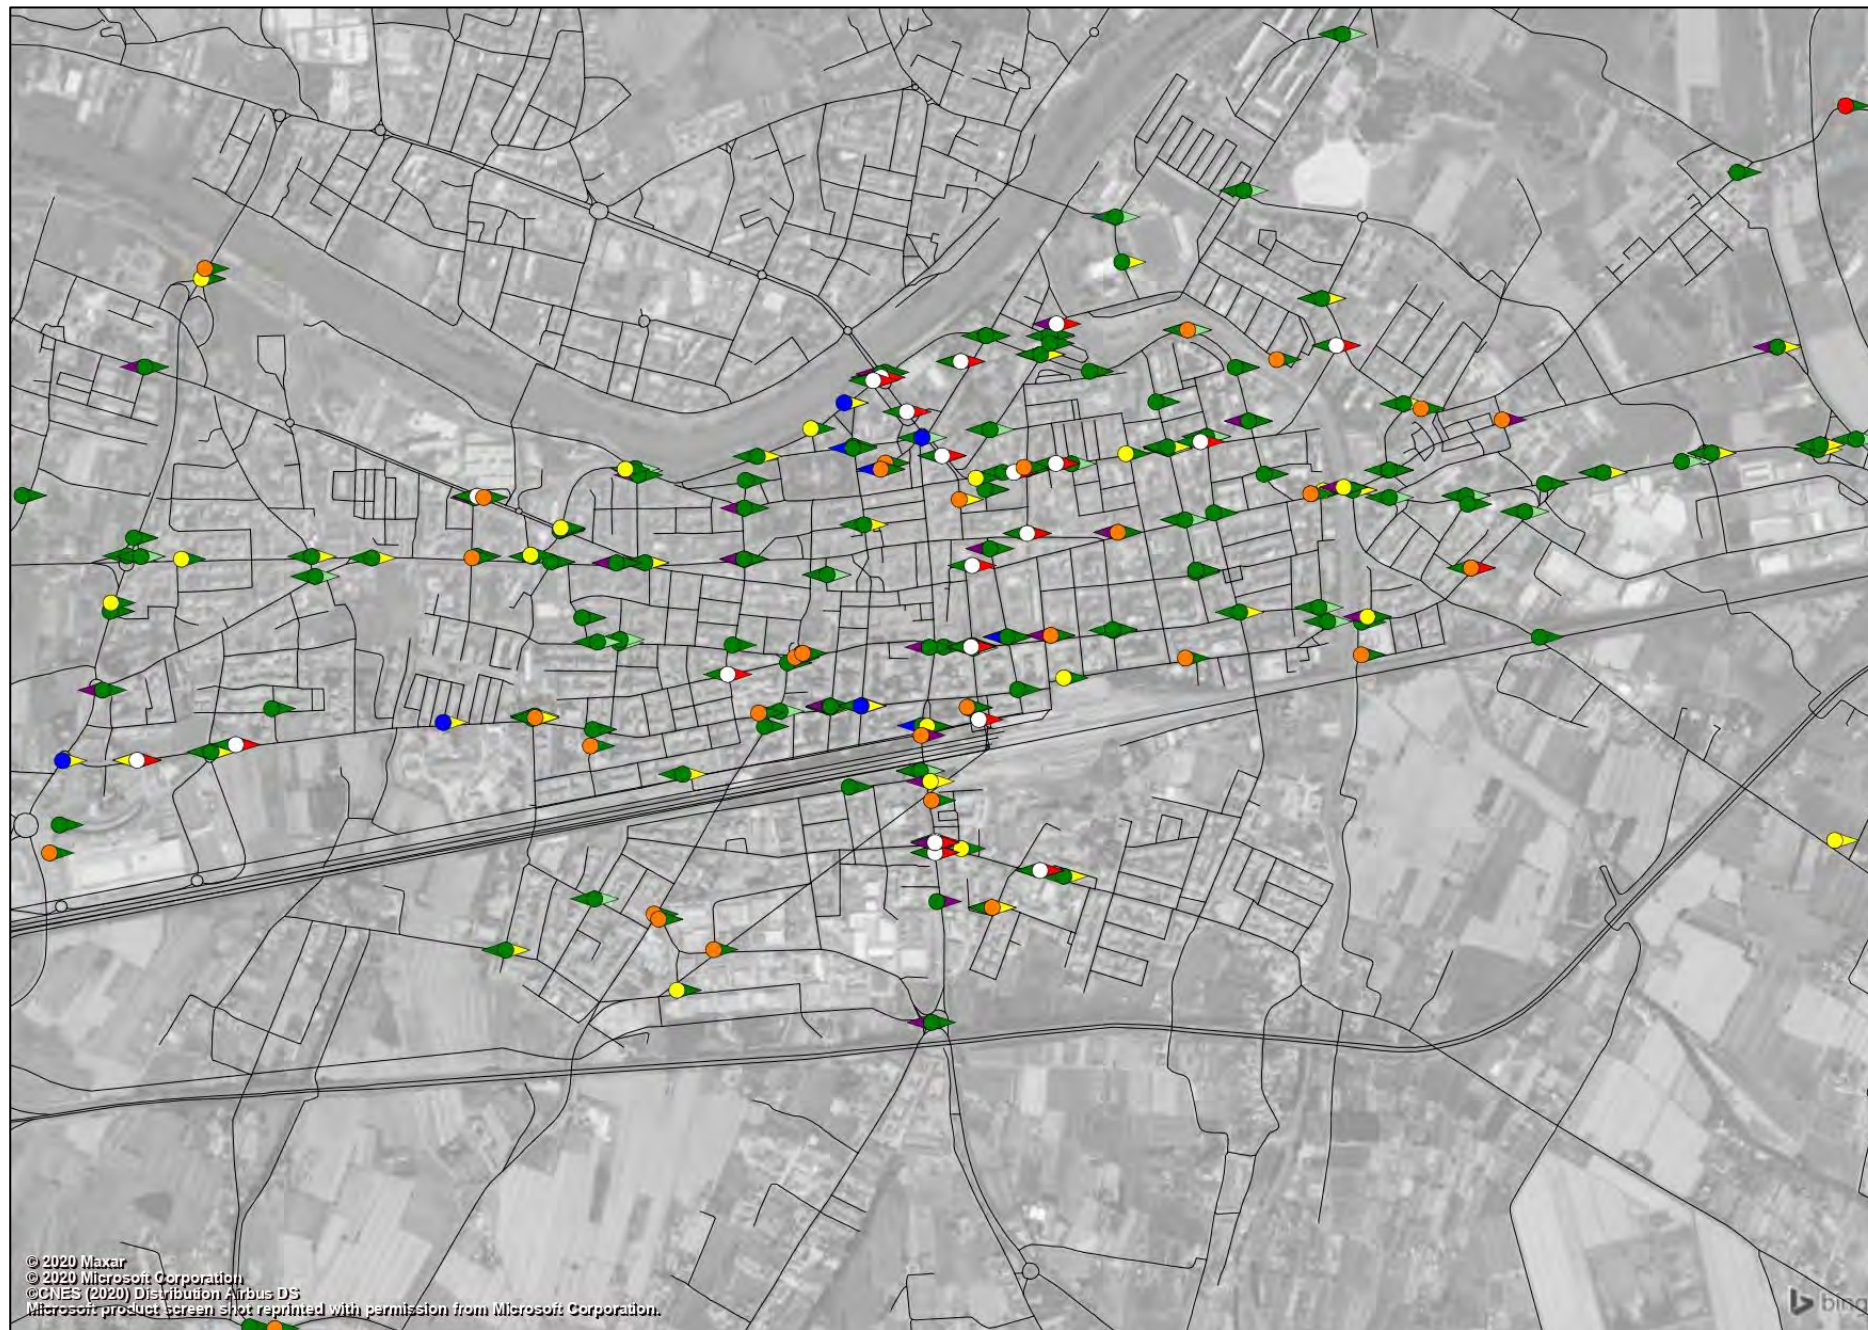 © 2020 Maxar
© 2020 Microsoft Corporation
©CNES (2020) Distribution Airbus DS
Microsoft product screen shot reprinted with permission from Microsoft Corporation.
bing